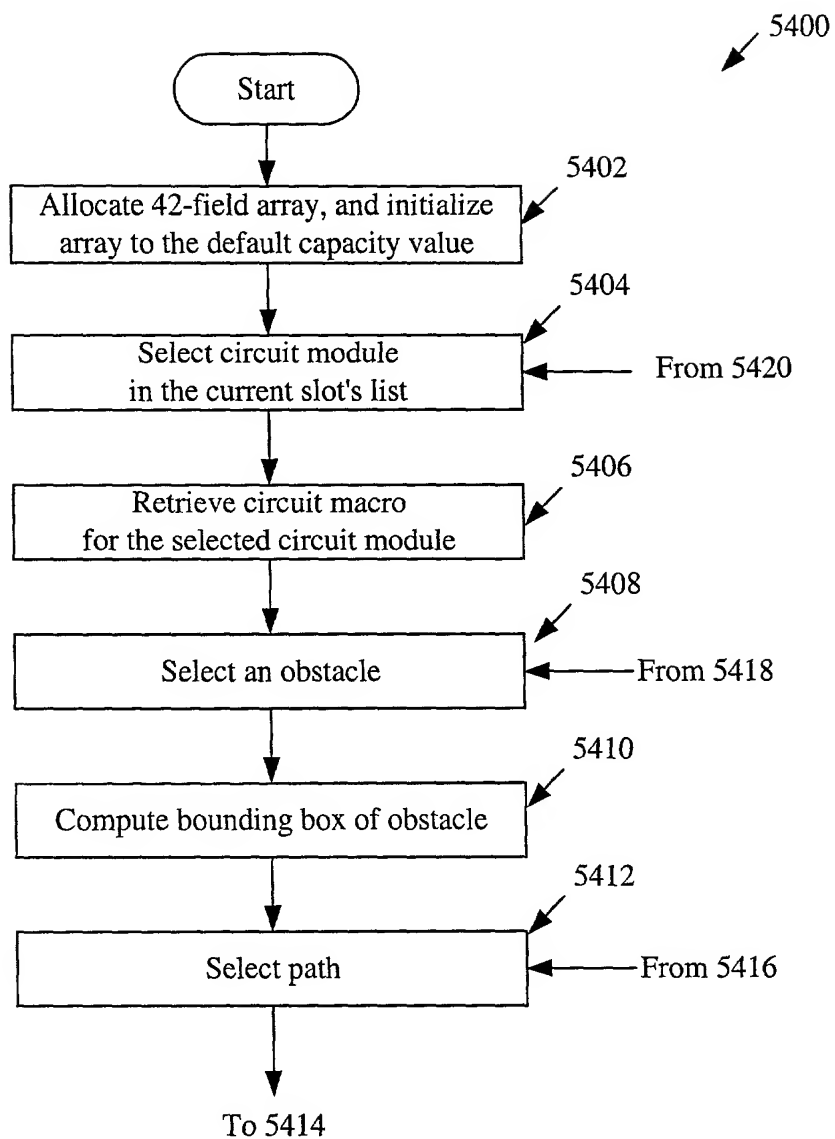 5400
Start
5402
Allocate 42-field array, and initialize
array to the default capacity value
5404
Select circuit module
in the current slot's list
From 5420
5406
Retrieve circuit macro
for the selected circuit module
5408
Select an obstacle
From 5418
5410
Compute bounding box of obstacle
5412
Select path
From 5416
To 5414